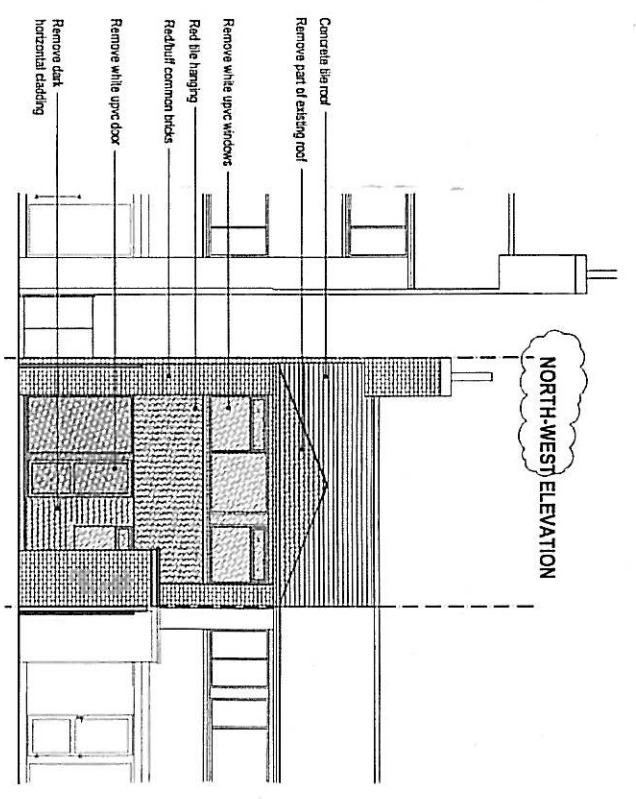 NORTH-WEST ELEVATION
Concrete tile roof
Remove part of existing roof
Remove white upvc windows
Red tile hanging
Red/buff common bricks
Remove white upvc door
Remove dark
horizontal cladding